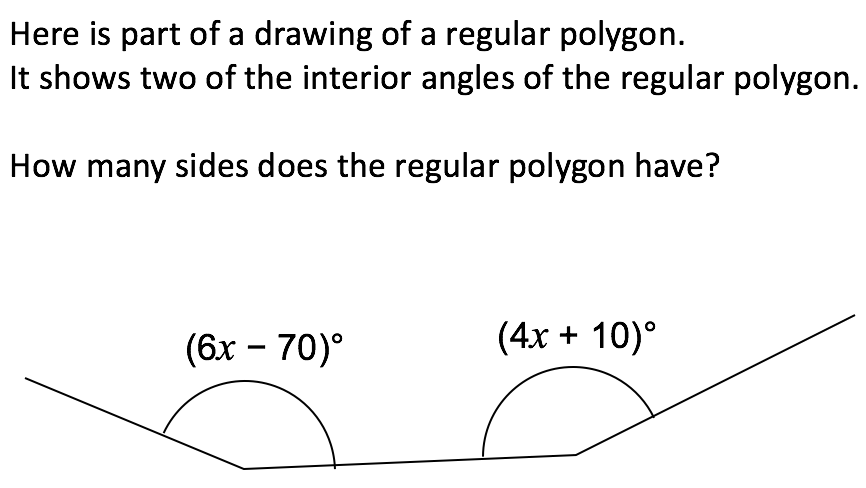 Here is part of a drawing of a regular polygon.
It shows two of the interior angles of the regular polygon.
How many sides does the regular polygon have?
(6x − 70)°
(4x + 10)°